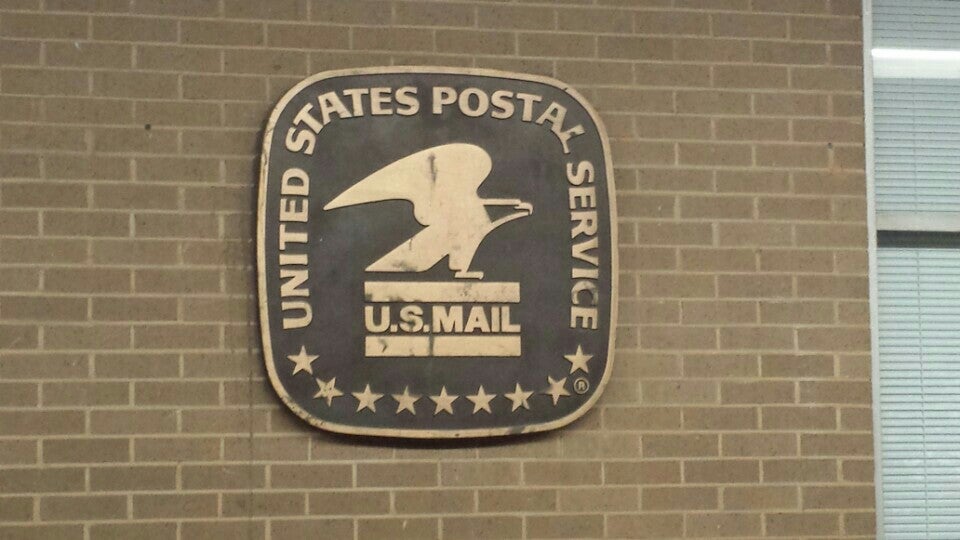 UNITED STATES POSTAL SERVICE
U.S.MAIL
®